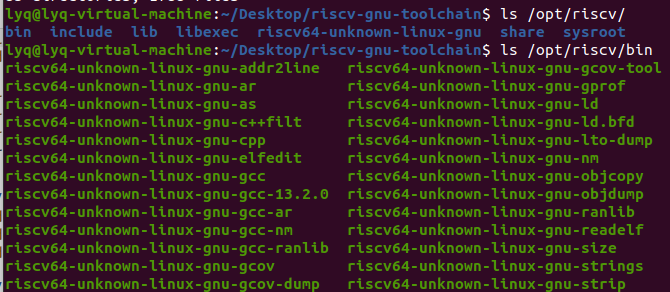 lyq@lyq-virtual-machine:~/Desktop/riscv-gnu-toolchain$ ls /opt/riscv/
bin include lib libexec riscv64-unknown-linux-gnu share sysroot
lyq@lyq-virtual-machine:~/Desktop/riscv-gnu-toolchain$ ls /opt/riscv/bin
riscv64-unknown-linux-gnu-addr2line riscv64-unknown-linux-gnu-gcov-tool
riscv64-unknown-linux-gnu-ar riscv64-unknown-linux-gnu-gprof
riscv64-unknown-linux-gnu-as riscv64-unknown-linux-gnu-ld
riscv64-unknown-linux-gnu-c++filt riscv64-unknown-linux-gnu-ld.bfd
riscv64-unknown-linux-gnu-cpp riscv64-unknown-linux-gnu-lto-dump
riscv64-unknown-linux-gnu-elfedit riscv64-unknown-linux-gnu-nm
riscv64-unknown-linux-gnu-gcc riscv64-unknown-linux-gnu-objcopy
riscv64-unknown-linux-gnu-gcc-13.2.0 riscv64-unknown-linux-gnu-objdump
riscv64-unknown-linux-gnu-gcc-ar riscv64-unknown-linux-gnu-ranlib
riscv64-unknown-linux-gnu-gcc-nm riscv64-unknown-linux-gnu-readelf
riscv64-unknown-linux-gnu-gcc-ranlib riscv64-unknown-linux-gnu-size
riscv64-unknown-linux-gnu-gcov riscv64-unknown-linux-gnu-strings
riscv64-unknown-linux-gnu-gcov-dump riscv64-unknown-linux-gnu-strip